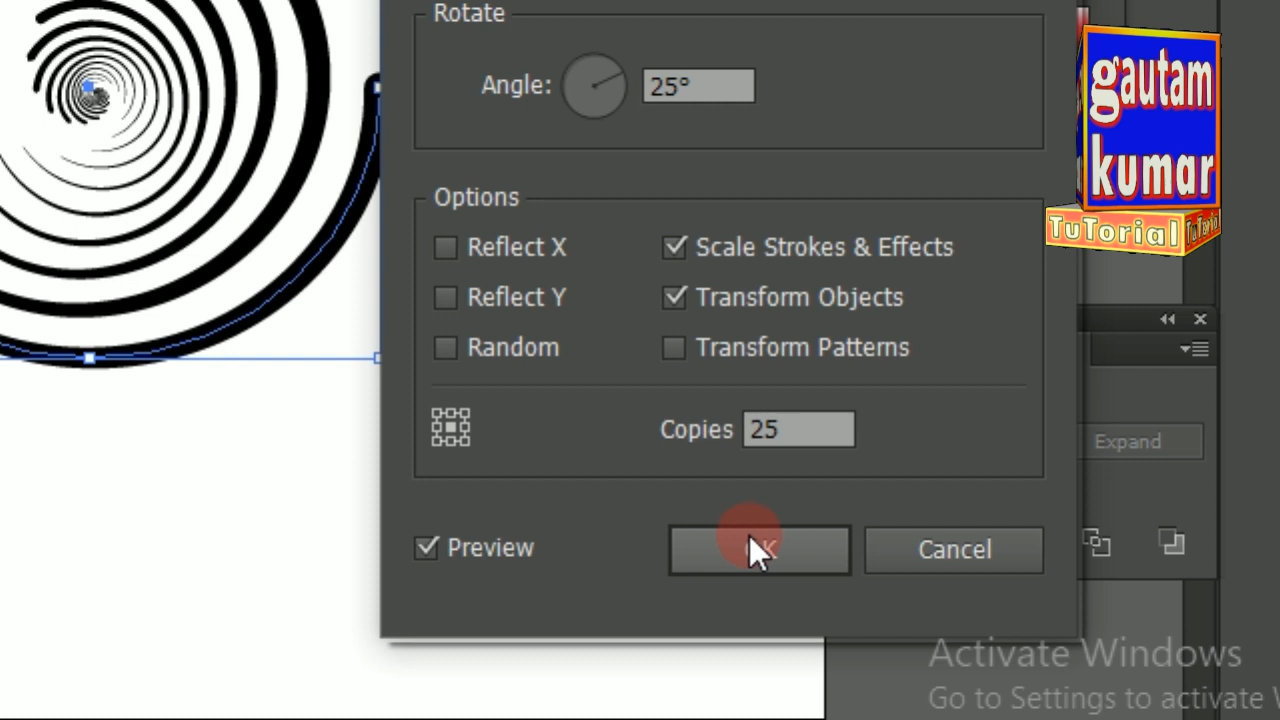 Rotate
Angle: 25°
gautam
kumar
TuTorial
Options
Reflect X
Scale Strokes & Effects
Reflect Y
Transform Objects
Random
Transform Patterns
Copies 25
Expand
Preview
Cancel
Activate Windows
Go to Settings to activate